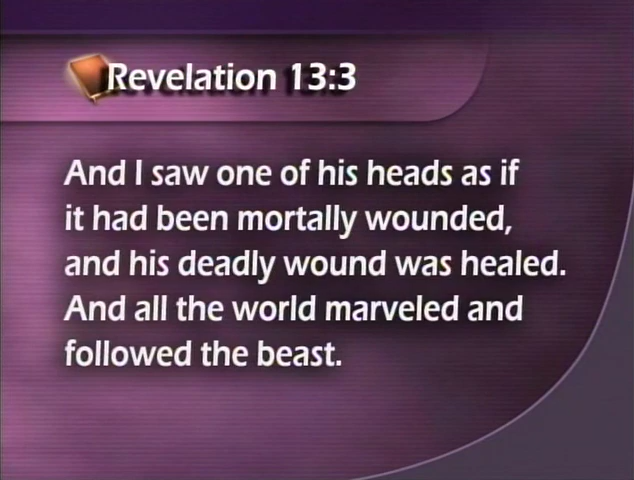 Revelation 13:3
And I saw one of his heads as if
it had been mortally wounded,
and his deadly wound was healed.
And all the world marveled and
followed the beast.